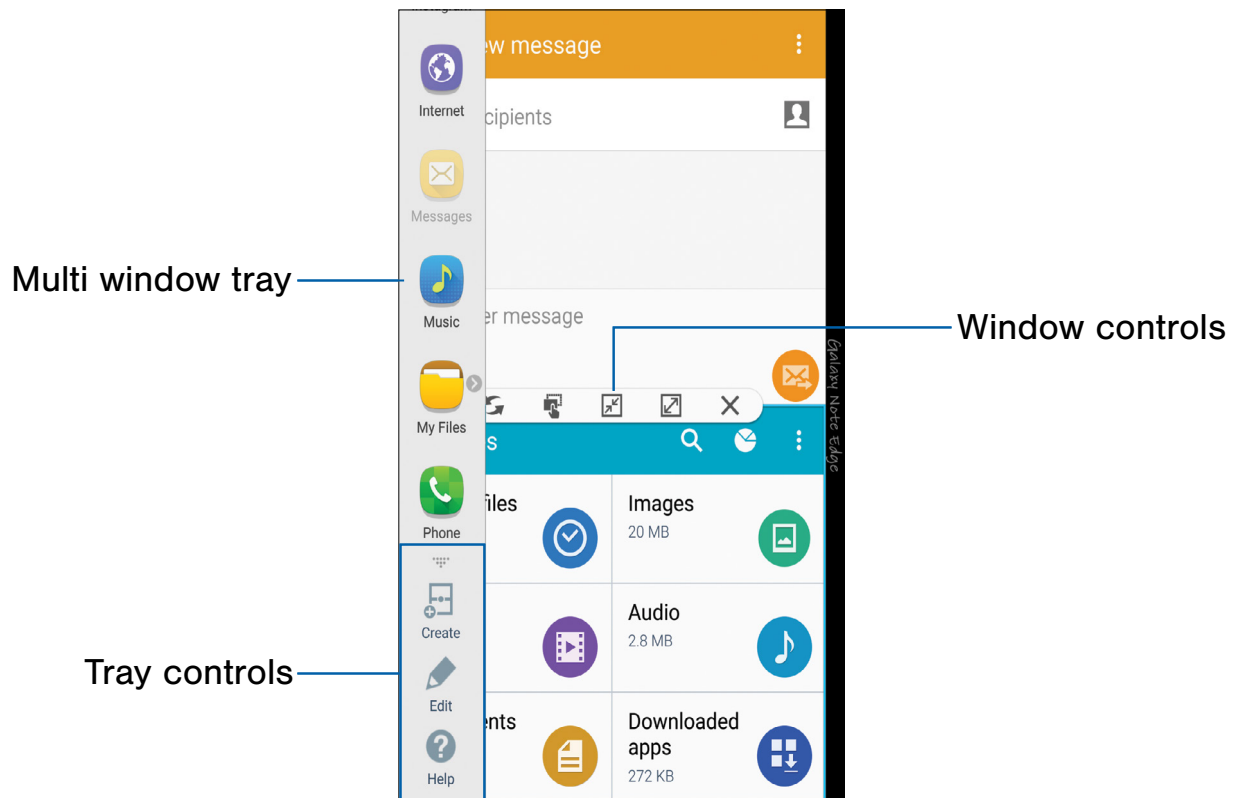 ew message
Internet
cipients
Messages
Multi window tray
Music
er message
Window controls
Galaxy Note Edge
My Files
s
files
Images
20 MB
Phone
Audio
2.8 MB
Create
Tray controls
Edit
ents
Downloaded
apps
272 KB
Help